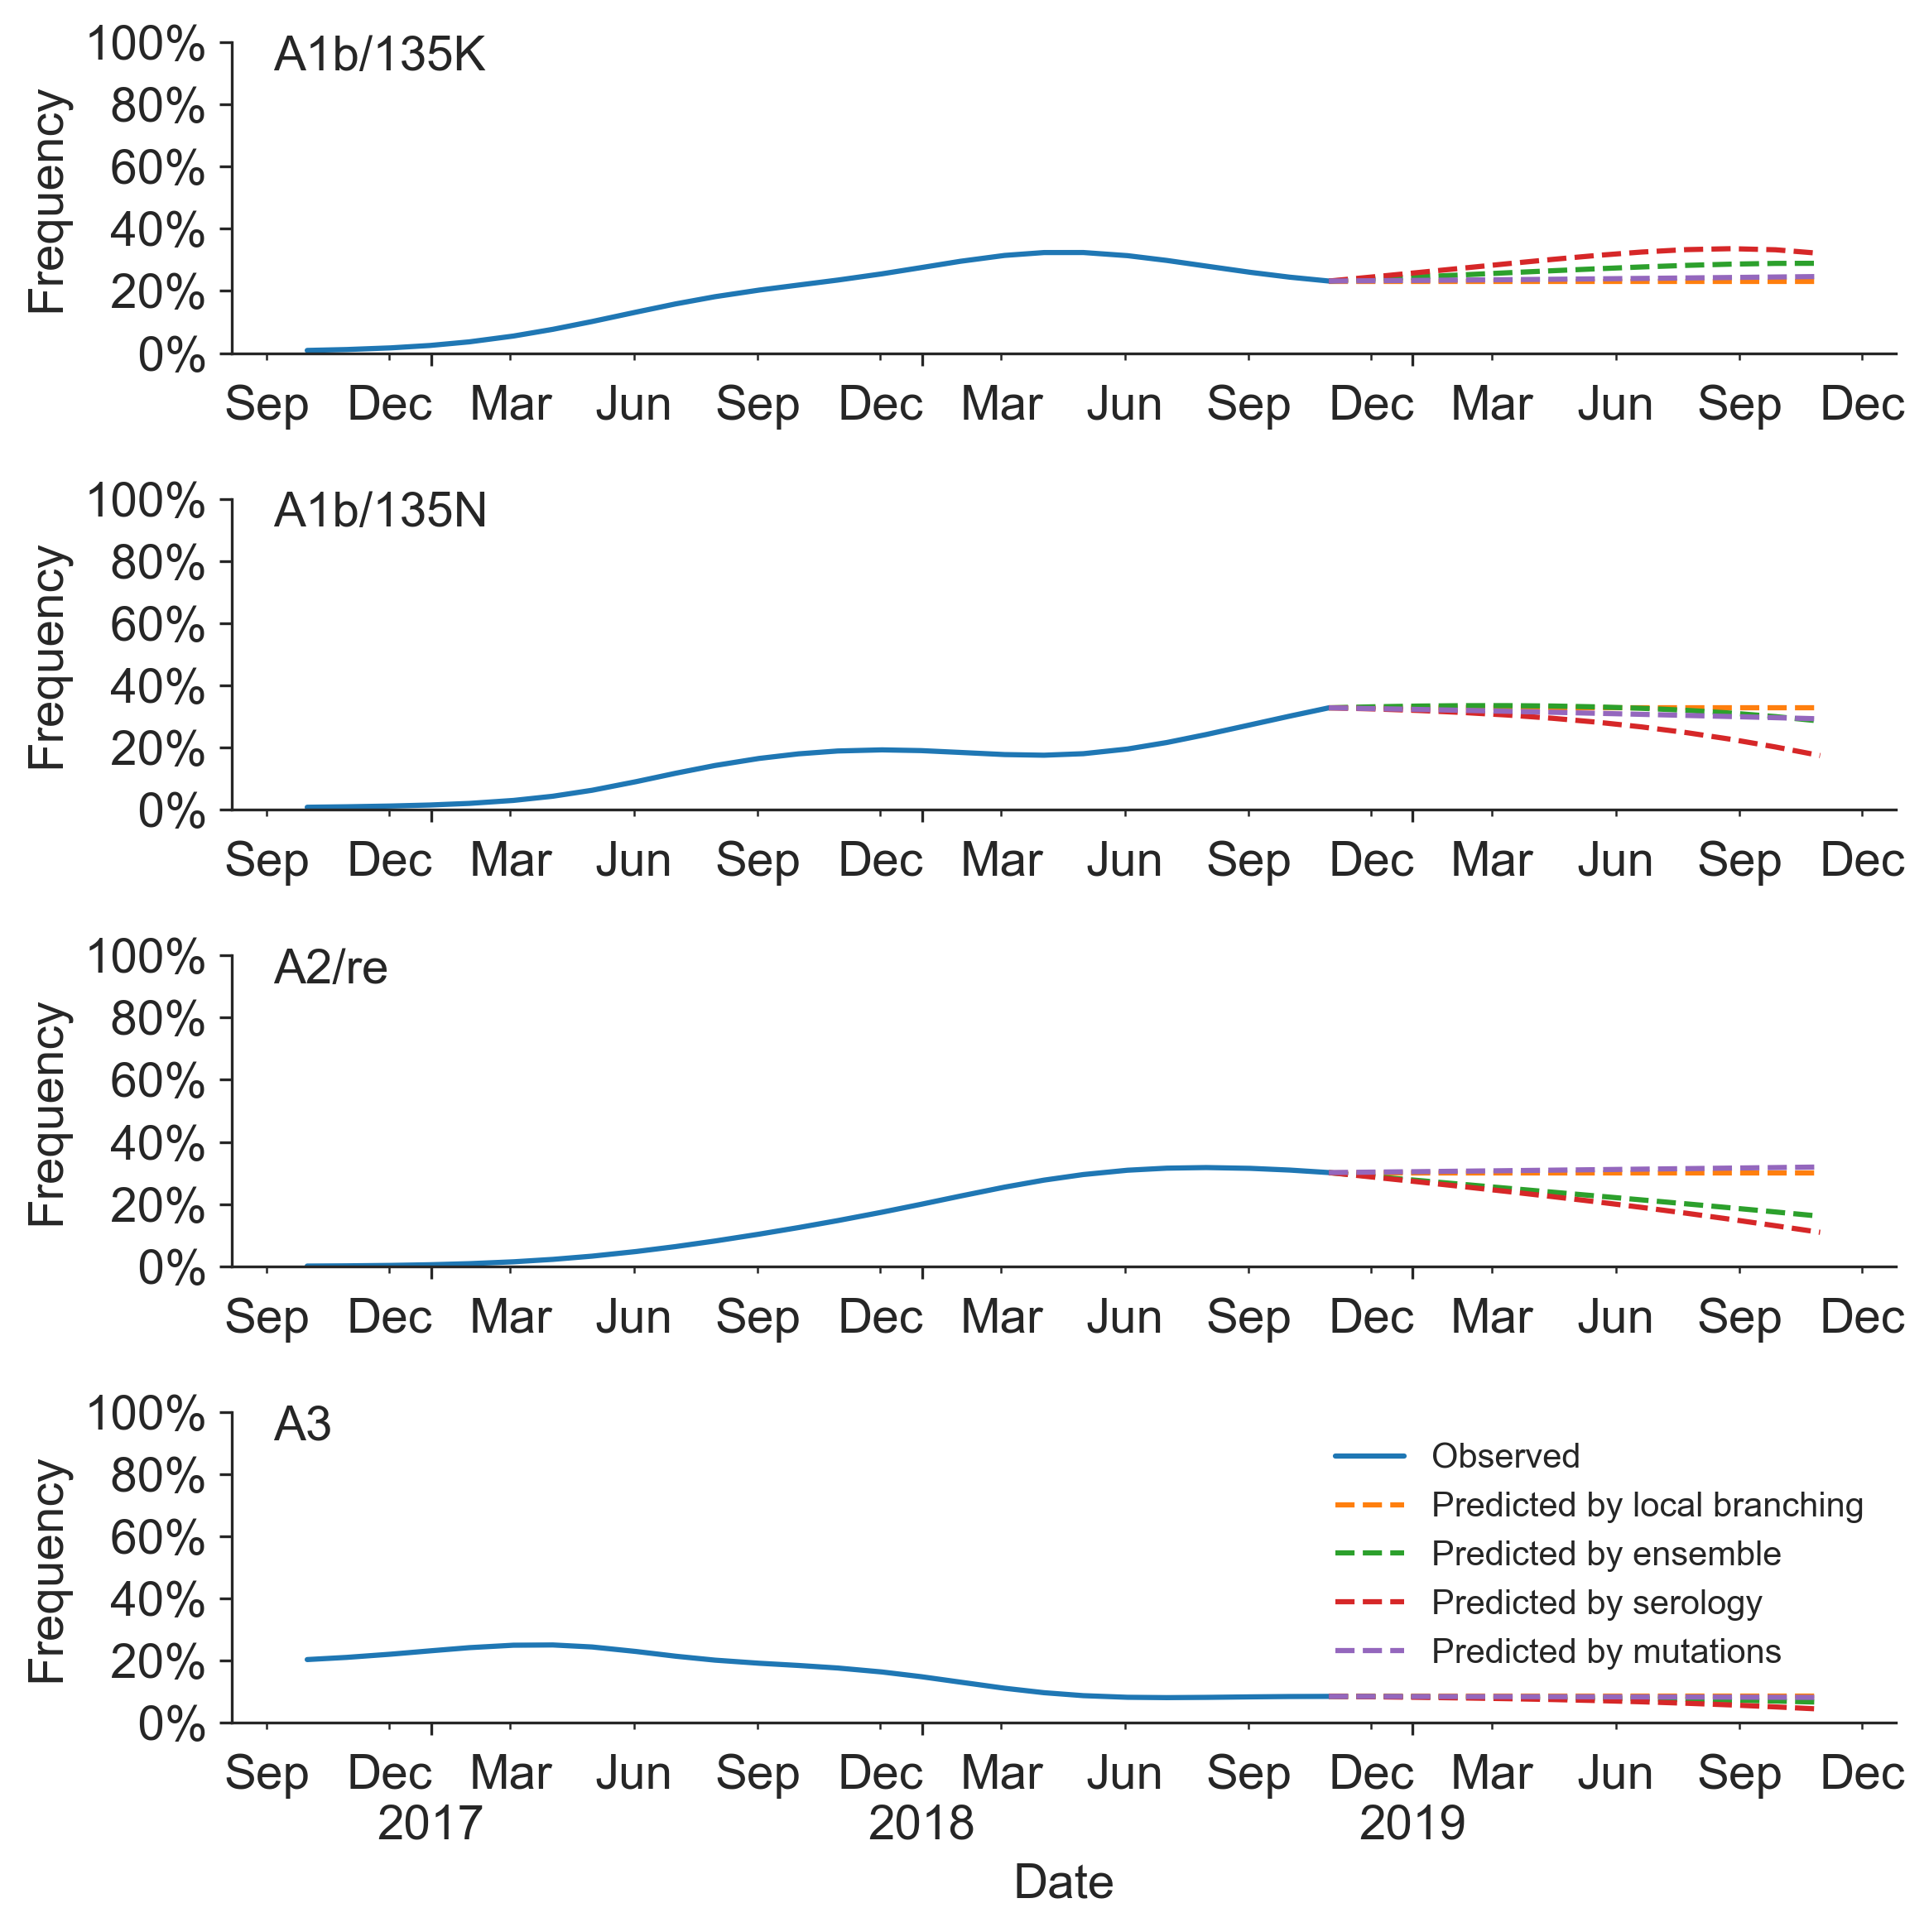 A1b/135K
Frequency
100%
80%
60%
40%
20%
0%
Sep Dec Mar Jun Sep Dec Mar Jun Sep Dec Mar Jun Sep Dec
A1b/135N
Frequency
100%
80%
60%
40%
20%
0%
Sep Dec Mar Jun Sep Dec Mar Jun Sep Dec Mar Jun Sep Dec
A2/re
Frequency
100%
80%
60%
40%
20%
0%
Sep Dec Mar Jun Sep Dec Mar Jun Sep Dec Mar Jun Sep Dec
A3
Frequency
100%
80%
60%
40%
20%
0%
Observed
Predicted by local branching
Predicted by ensemble
Predicted by serology
Predicted by mutations
Sep Dec Mar Jun Sep Dec Mar Jun Sep Dec Mar Jun Sep Dec
2017 2018 2019
Date